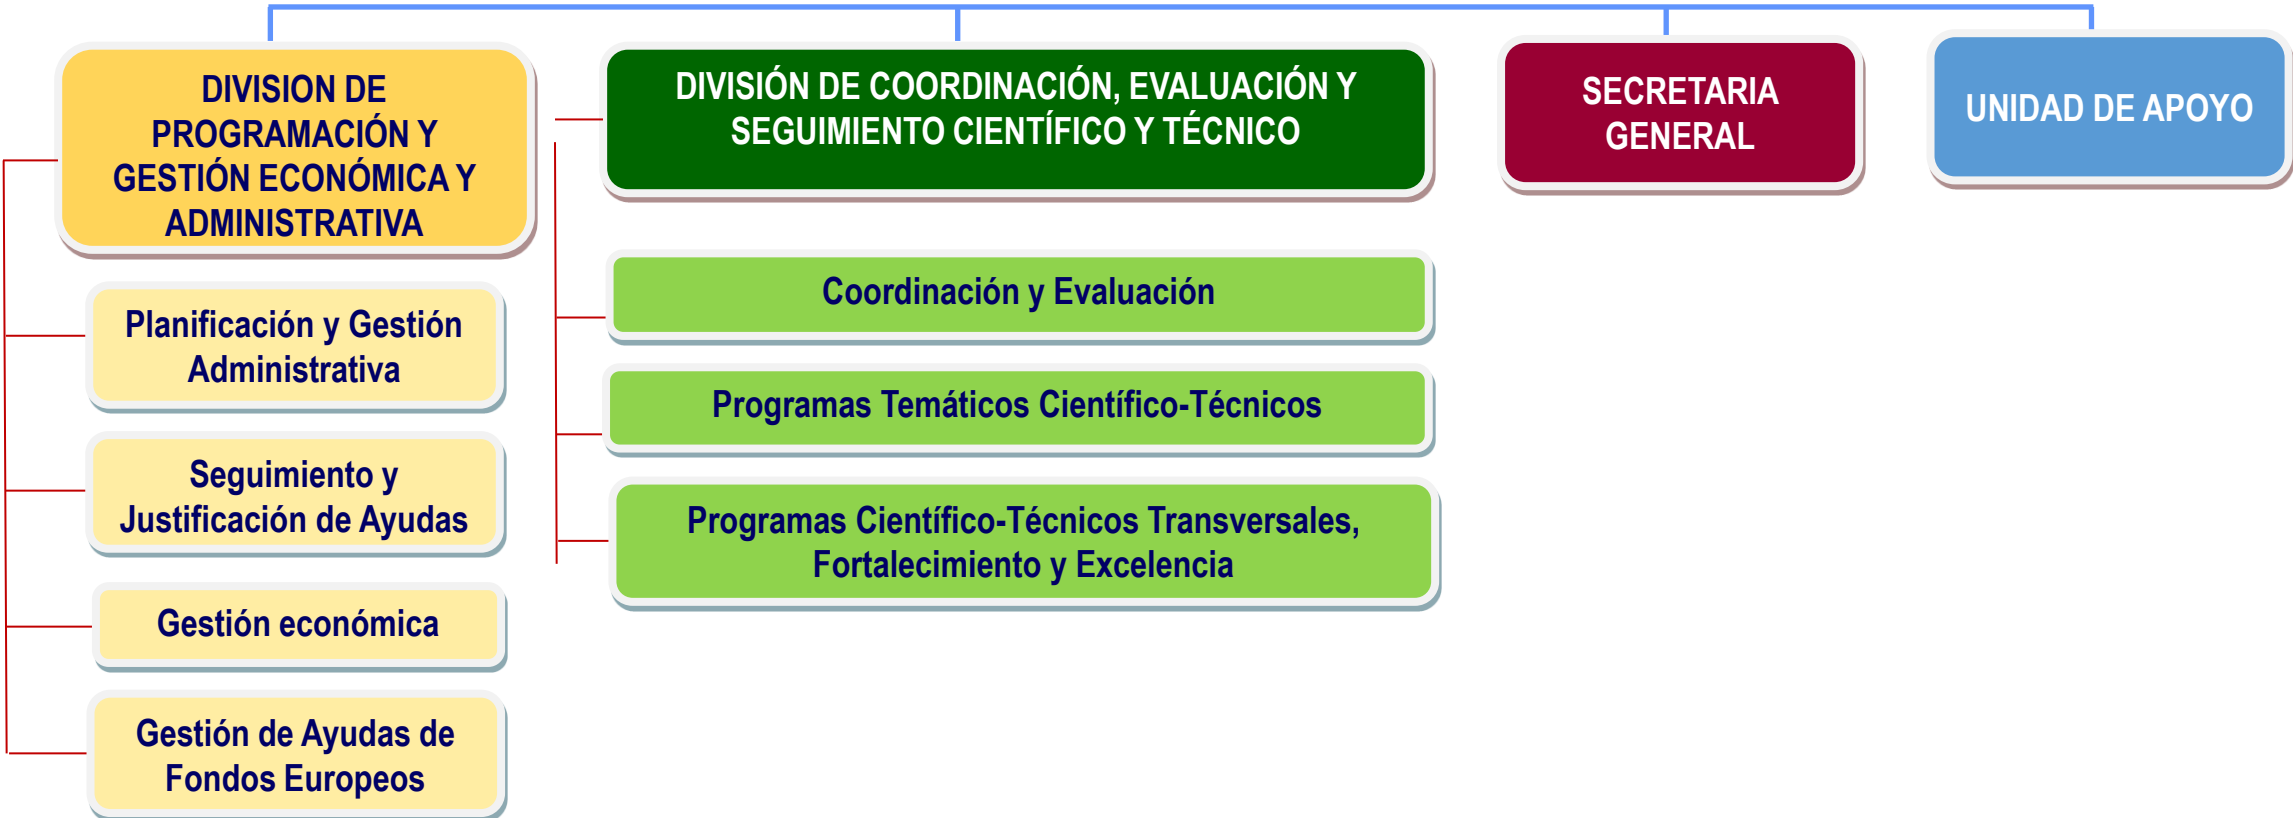 DIVISION DE
PROGRAMACIÓN Y
GESTIÓN ECONÓMICA Y
ADMINISTRATIVA
Planificación y Gestión
Administrativa
Seguimiento y
Justificación de Ayudas
Gestión económica
Gestión de Ayudas de
Fondos Europeos
DIVISIÓN DE COORDINACIÓN, EVALUACIÓN Y
SEGUIMIENTO CIENTÍFICO Y TÉCNICO
Coordinación y Evaluación
Programas Temáticos Científico-Técnicos
Programas Científico-Técnicos Transversales,
Fortalecimiento y Excelencia
SECRETARIA
GENERAL
UNIDAD DE APOYO